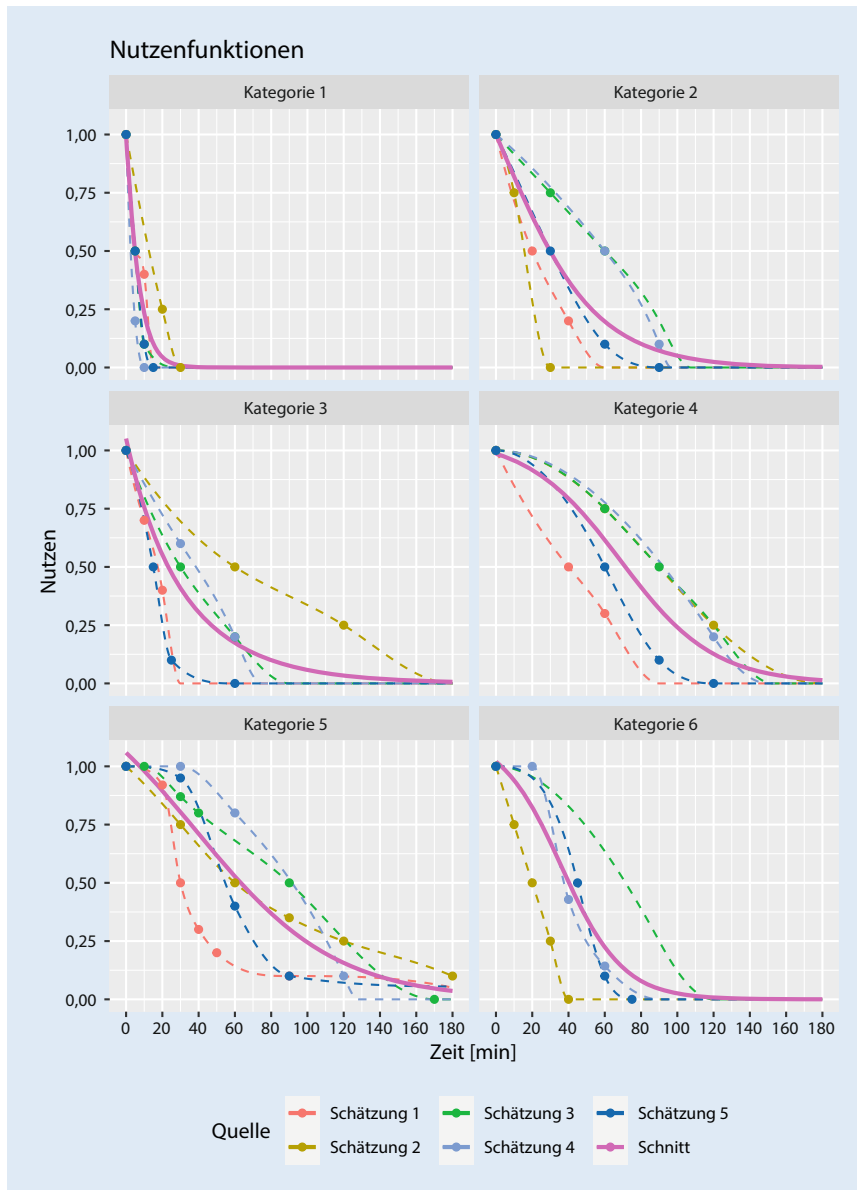 Nutzenfunktionen
Kategorie 1 Kategorie 2
1,00
0,75
0,50
0,25
0,00
Kategorie 3 Kategorie 4
1,00
0,75
0,50
0,25
0,00
Nutzen
Kategorie 5 Kategorie 6
1,00
0,75
0,50
0,25
0,00
0 20 40 60 80 100 120 140 160 180 0 20 40 60 80 100 120 140 160 180
Zeit [min]
Quelle
Schätzung 1 Schätzung 3 Schätzung 5
Schätzung 2 Schätzung 4 Schnitt